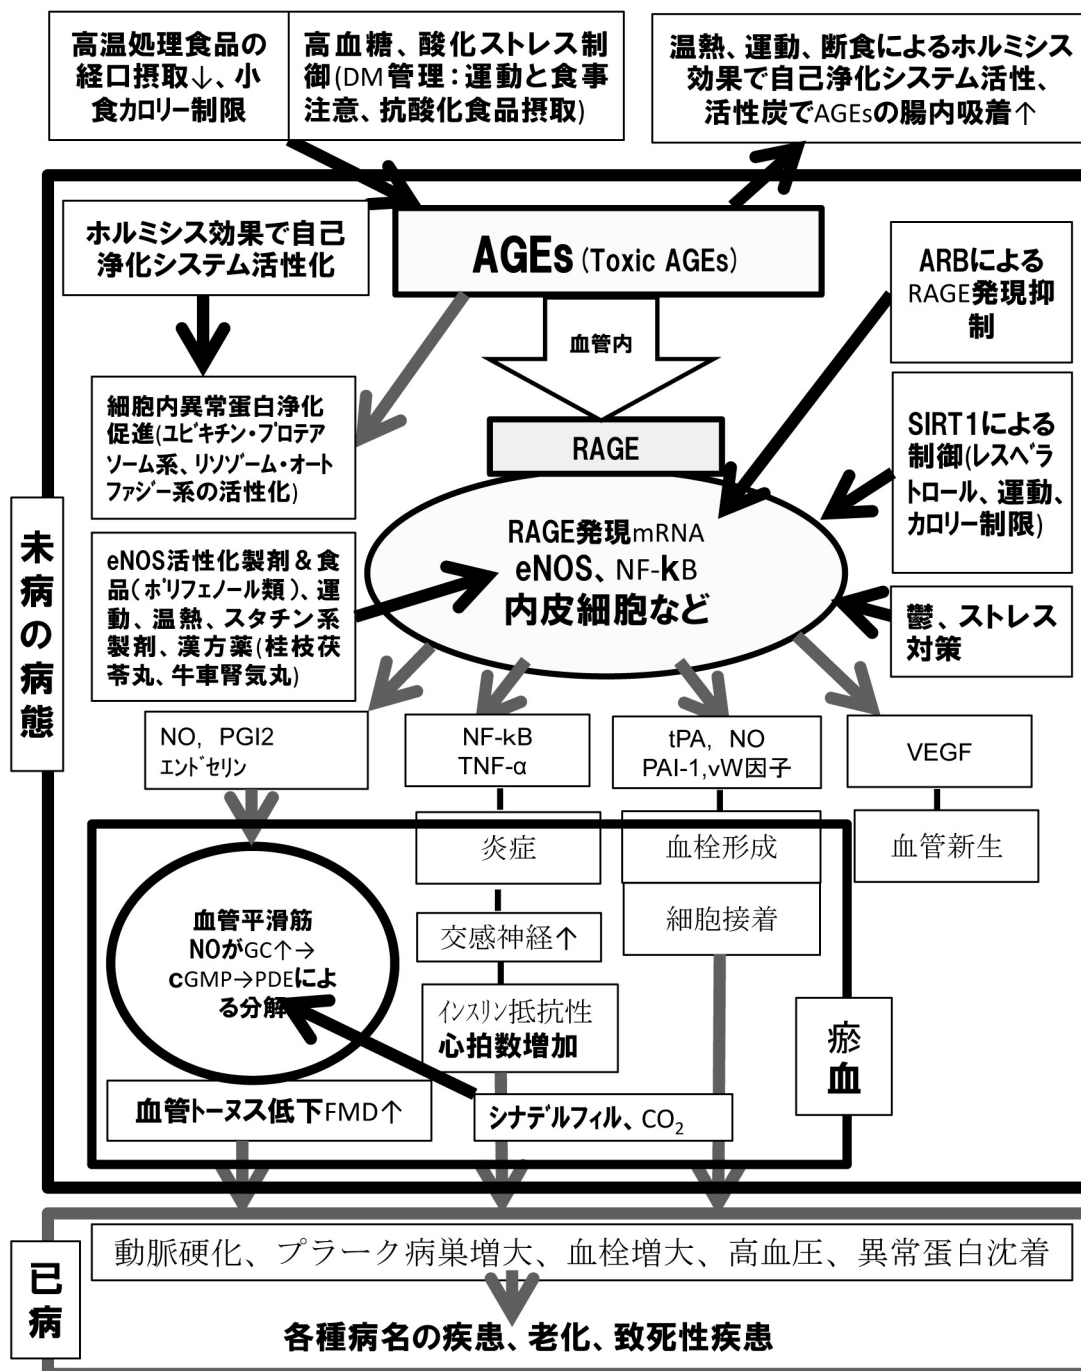 高温処理食品の
経口摂取↓、小
食カロリー制限
高血糖、酸化ストレス制
御(DM管理：運動と食事
注意、抗酸化食品摂取)
温熱、運動、断食によるホルミシス
効果で自己浄化システム活性、
活性炭でAGEsの腸内吸着↑
ホルミシス効果で自己
浄化システム活性化
AGEs (Toxic AGEs)
ARBによる
RAGE発現抑
制
血管内
細胞内異常蛋白浄化
促進(ユビキチン・プロテア
ソーム系、リソゾーム・オート
ファジー系の活性化)
RAGE
SIRT1による
制御(レスベラ
トロール、運動、
カロリー制限)
未病の病態
eNOS活性化製剤＆食
品(ポリフェノール類)、運
動、温熱、スタチン系
製剤、漢方薬(桂枝茯
苓丸、牛車腎気丸)
RAGE発現mRNA
eNOS、NF-kB
内皮細胞など
鬱、ストレス
対策
NO, PGI2
エンドセリン
NF-kB
TNF-α
tPA, NO
PAI-1,vW因子
VEGF
炎症
血栓形成
血管新生
細胞接着
交感神経↑
血管平滑筋
NOがGC↑→
cGMP→PDEによ
る分解
インスリン抵抗性
心拍数増加
瘀血
血管トーヌス低下FMD↑
シナデルフィル、CO₂
已病
動脈硬化、プラーク病巣増大、血栓増大、高血圧、異常蛋白沈着
各種病名の疾患、老化、致死性疾患